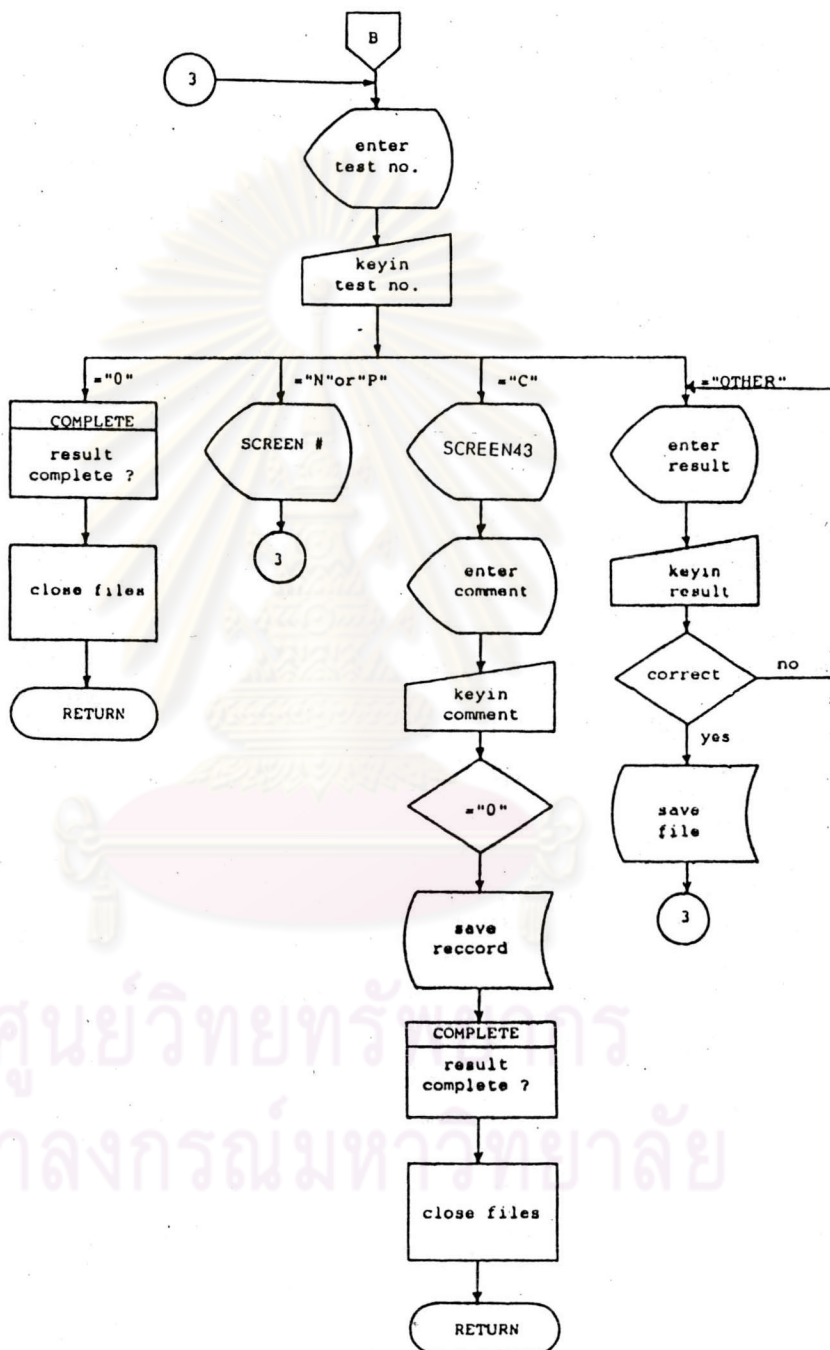 B
3
enter
test no.
keyin
test no.
="0"
="N"or"P"
="C"
="OTHER"
COMPLETE
result
complete ?
close files
RETURN
SCREEN #
3
SCREEN43
enter
comment
keyin
comment
="0"
save
reccord
COMPLETE
result
complete ?
close files
RETURN
enter
result
keyin
result
correct
no
yes
save
file
3
ศูนย์วิทยทรัพยากร
าลงกรณ์มหาวิทยาลัย